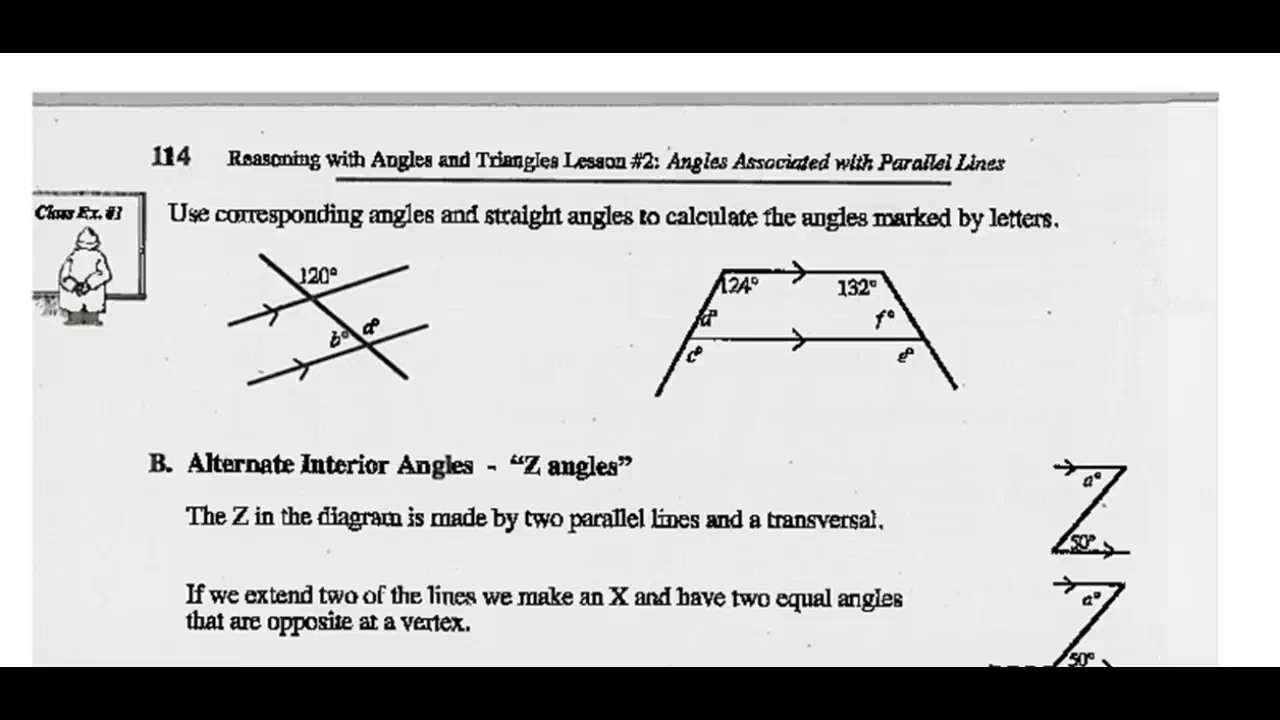 114 Reasoning with Angles and Triangles Lesson #2: Angles Associated with Parallel Lines
Class Ex. #1
Use corresponding angles and straight angles to calculate the angles marked by letters.
120°
b° a°
124° 132°
d° f°
c° e°
B. Alternate Interior Angles - "Z angles"
a°
The Z in the diagram is made by two parallel lines and a transversal.
50°
If we extend two of the lines we make an X and have two equal angles
that are opposite at a vertex.
a°
50°